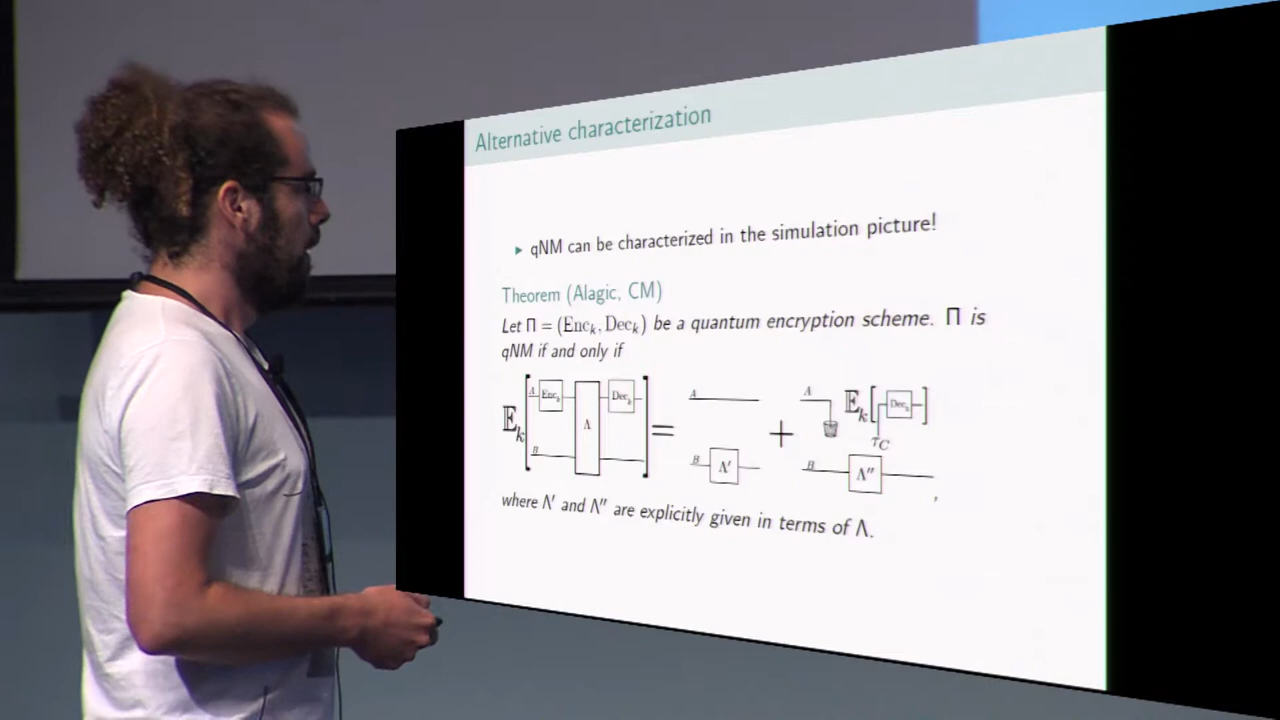 Alternative characterization
▶ qNM can be characterized in the simulation picture!
Theorem (Alagic, CM)
Let Π = (Enc_k, Dec_k) be a quantum encryption scheme. Π is
qNM if and only if
𝔼_k [ A Enc_k Λ Dec_k B ] = A B Λ′ + A 𝔼_k [ Dec_k ] τ_C B Λ″ ,
where Λ′ and Λ″ are explicitly given in terms of Λ.